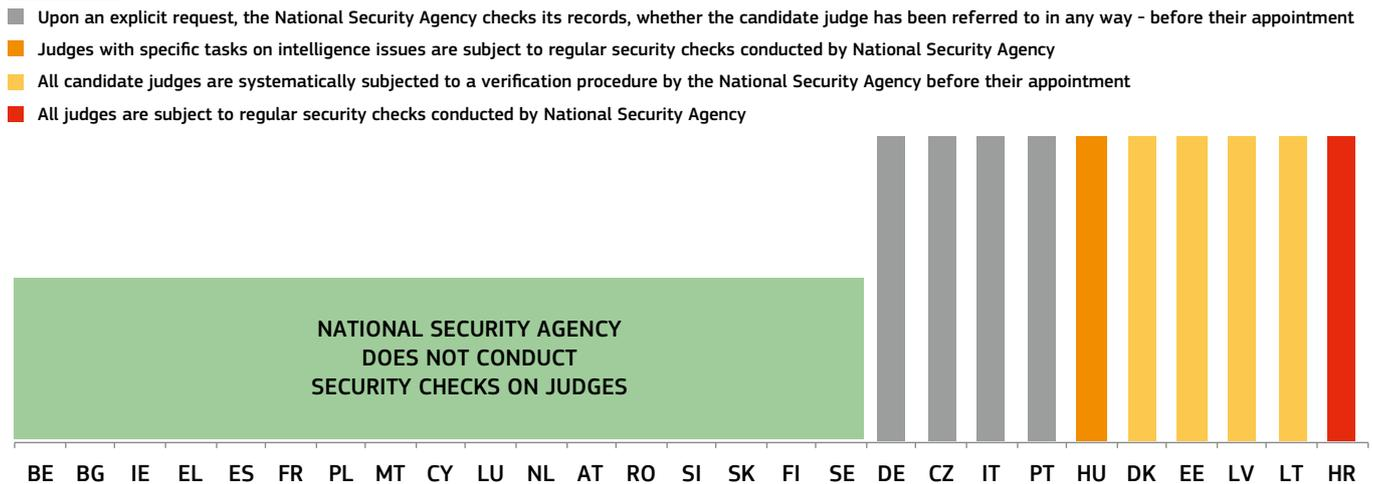 Upon an explicit request, the National Security Agency checks its records, whether the candidate judge has been referred to in any way - before their appointment
Judges with specific tasks on intelligence issues are subject to regular security checks conducted by National Security Agency
All candidate judges are systematically subjected to a verification procedure by the National Security Agency before their appointment
All judges are subject to regular security checks conducted by National Security Agency
NATIONAL SECURITY AGENCY
DOES NOT CONDUCT
SECURITY CHECKS ON JUDGES
BE BG IE EL ES FR PL MT CY LU NL AT RO SI SK FI SE DE CZ IT PT HU DK EE LV LT HR